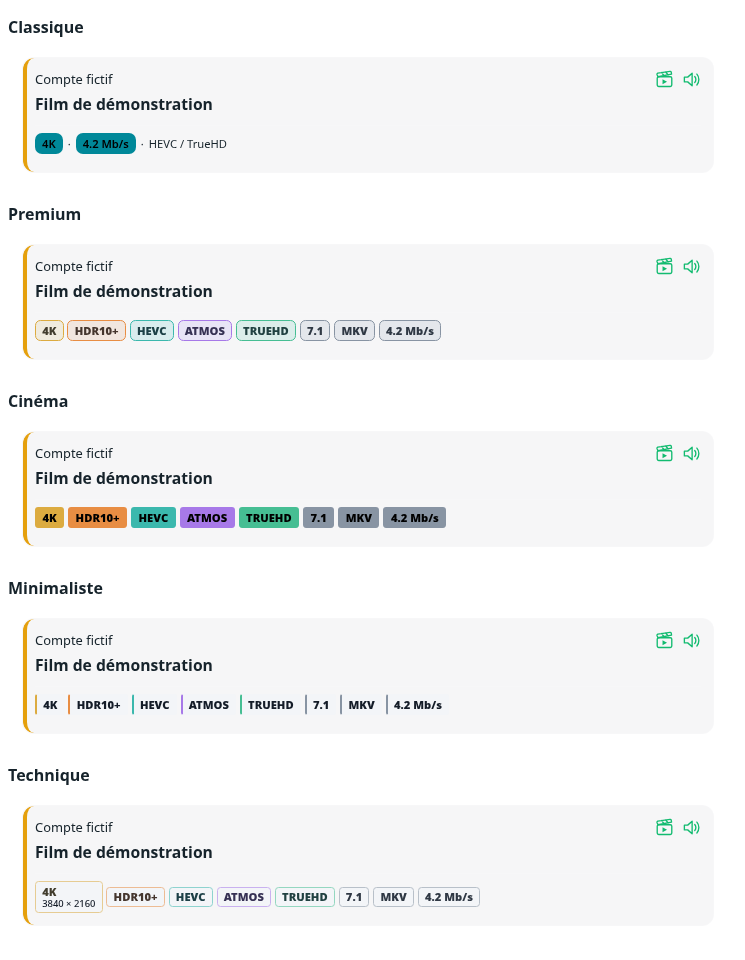 Classique
Compte fictif
Film de démonstration
4K · 4.2 Mb/s · HEVC / TrueHD
Premium
Compte fictif
Film de démonstration
4K HDR10+ HEVC ATMOS TRUEHD 7.1 MKV 4.2 Mb/s
Cinéma
Compte fictif
Film de démonstration
4K HDR10+ HEVC ATMOS TRUEHD 7.1 MKV 4.2 Mb/s
Minimaliste
Compte fictif
Film de démonstration
4K HDR10+ HEVC ATMOS TRUEHD 7.1 MKV 4.2 Mb/s
Technique
Compte fictif
Film de démonstration
4K HDR10+ HEVC ATMOS TRUEHD 7.1 MKV 4.2 Mb/s
3840 × 2160